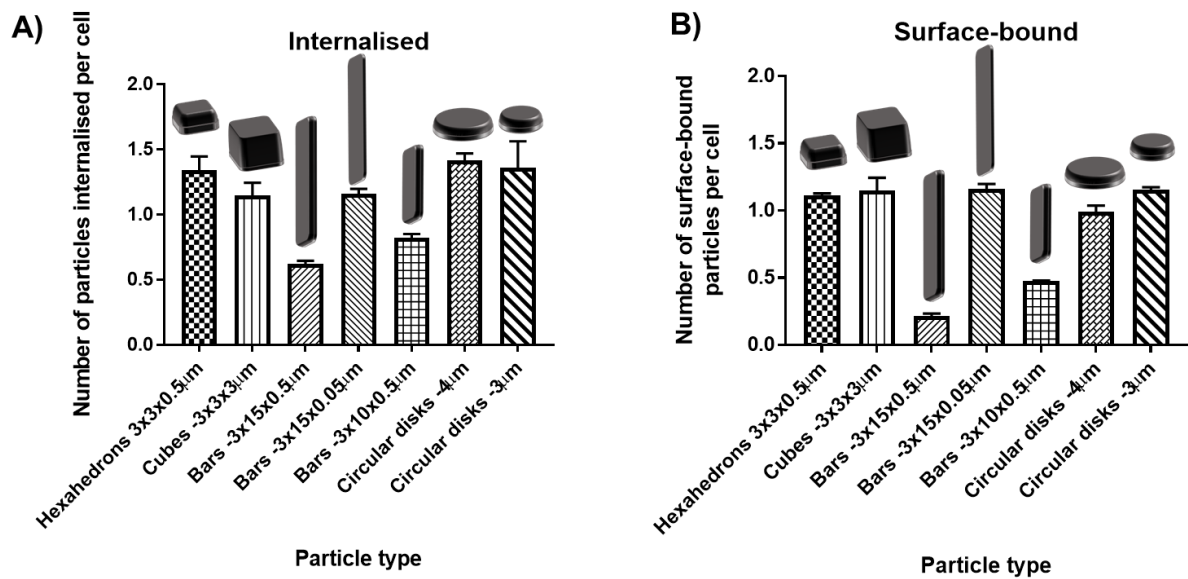 A)
Internalised
Number of particles internalised per cell
2.0
1.5
1.0
0.5
0.0
Hexahedrons 3x3x0.5μm
Cubes -3x3x3μm
Bars -3x15x0.5μm
Bars -3x15x0.05μm
Bars -3x10x0.5μm
Circular disks -4μm
Circular disks -3μm
Particle type
B)
Surface-bound
Number of surface-bound
particles per cell
2.0
1.5
1.0
0.5
0.0
Hexahedrons 3x3x0.5μm
Cubes -3x3x3μm
Bars -3x15x0.5μm
Bars -3x15x0.05μm
Bars -3x10x0.5μm
Circular disks -4μm
Circular disks -3μm
Particle type